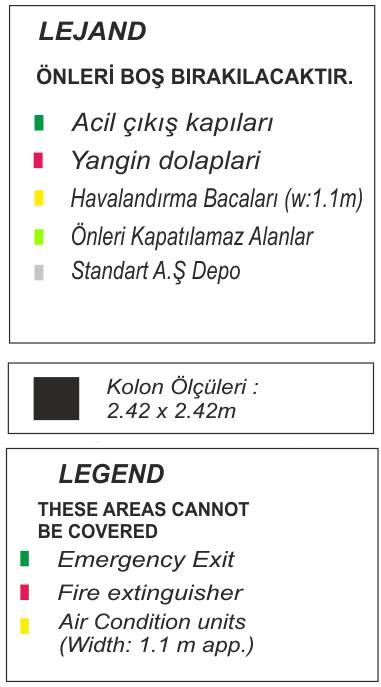 LEJAND
ÖNLERİ BOŞ BIRAKILACAKTIR.
Acil çıkış kapıları
Yangin dolaplari
Havalandırma Bacaları (w:1.1m)
Önleri Kapatılamaz Alanlar
Standart A.Ş Depo
Kolon Ölçüleri :
2.42 x 2.42m
LEGEND
THESE AREAS CANNOT
BE COVERED
Emergency Exit
Fire extinguisher
Air Condition units
(Width: 1.1 m app.)